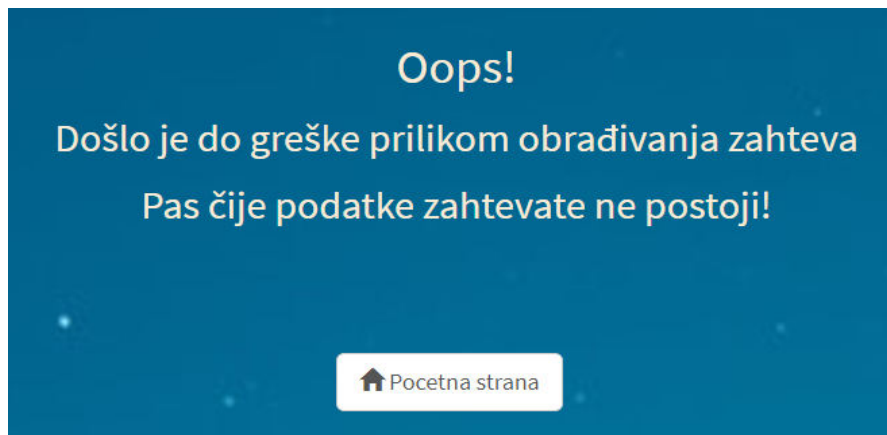 Oops!
Došlo je do greške prilikom obrađivanja zahteva
Pas čije podatke zahtevate ne postoji!
Pocetna strana